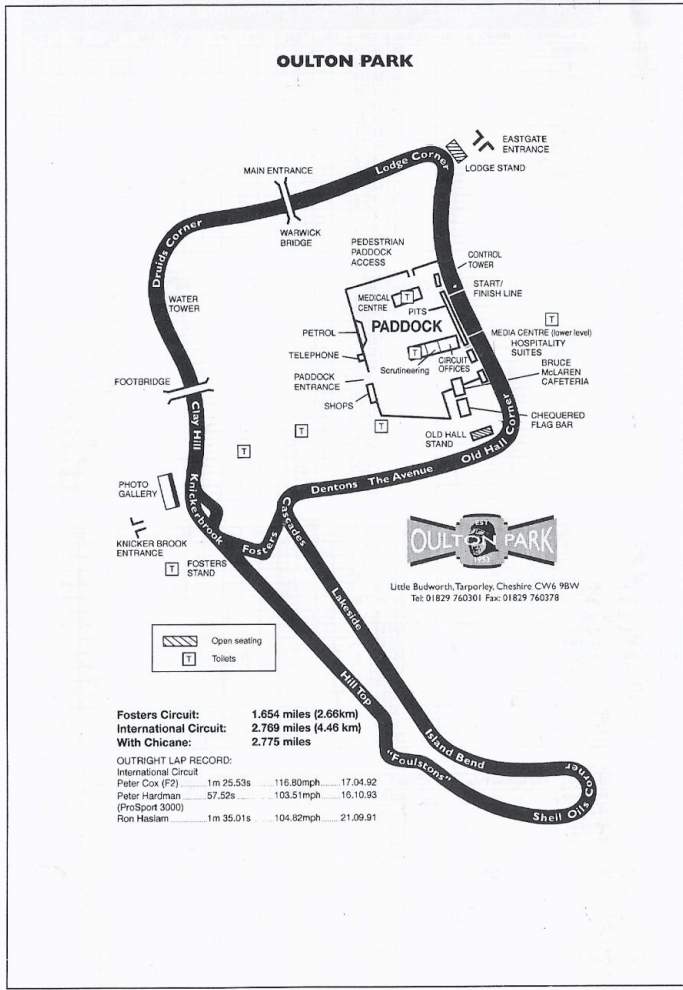 OULTON PARK
EASTGATE
ENTRANCE
LODGE STAND
Lodge Corner
MAIN ENTRANCE
WARWICK
BRIDGE
Druids Corner
PEDESTRIAN
PADDOCK
ACCESS
CONTROL
TOWER
START/
FINISH LINE
WATER
TOWER
MEDICAL
CENTRE
T
PITS
T
PETROL
PADDOCK
MEDIA CENTRE (lower level)
HOSPITALITY
SUITES
TELEPHONE
T
Scrutineering
CIRCUIT
OFFICES
BRUCE
McLAREN
CAFETERIA
PADDOCK
ENTRANCE
SHOPS
FOOTBRIDGE
Clay Hill
CHEQUERED
FLAG BAR
T
T
T
OLD HALL
STAND
Old Hall Corner
Dentons The Avenue
PHOTO
GALLERY
Knickerbrook
Cascades
Fosters
KNICKER BROOK
ENTRANCE
T
FOSTERS
STAND
EST
OULTON PARK
1953
Little Budworth, Tarporley, Cheshire CW6 9BW
Tel: 01829 760301 Fax: 01829 760378
Lakeside
Open seating
T Toilets
Hill Top
Island Bend
"Foulstons"
Shell Oils Corner
Fosters Circuit: 1.654 miles (2.66km)
International Circuit: 2.769 miles (4.46 km)
With Chicane: 2.775 miles
OUTRIGHT LAP RECORD:
International Circuit
Peter Cox (F2) ........ 1m 25.53s ........ 116.80mph ...... 17.04.92
Peter Hardman ........ 57.52s ........ 103.51mph ...... 16.10.93
(ProSport 3000)
Ron Haslam ........ 1m 35.01s ...... 104.82mph ...... 21.09.91